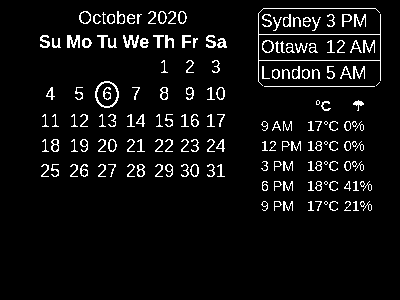 October 2020
Su Mo Tu We Th Fr Sa
1 2 3
4 5 6 7 8 9 10
11 12 13 14 15 16 17
18 19 20 21 22 23 24
25 26 27 28 29 30 31
Sydney 3 PM
Ottawa 12 AM
London 5 AM
°C ☂
9 AM 17°C 0%
12 PM 18°C 0%
3 PM 18°C 0%
6 PM 18°C 41%
9 PM 17°C 21%